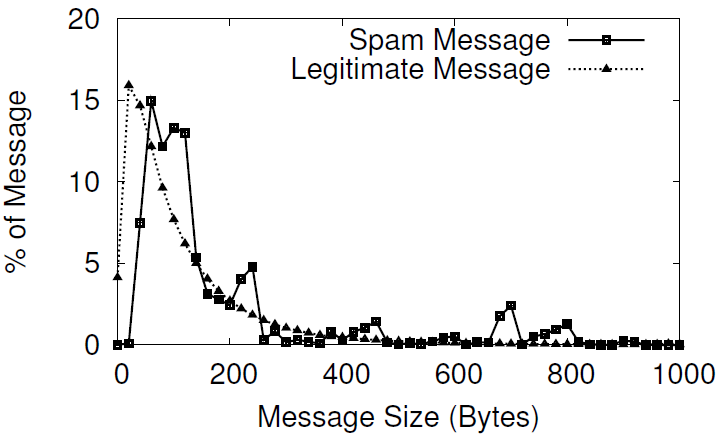 20
Spam Message
Legitimate Message
15
% of Message
10
5
0
0 200 400 600 800 1000
Message Size (Bytes)